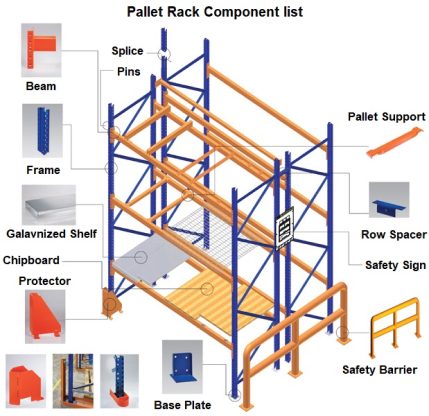 Pallet Rack Component list
Splice
Pins
Beam
Pallet Support
Frame
Row Spacer
Galavnized Shelf
Safety Sign
Chipboard
Protector
Safety Barrier
Base Plate